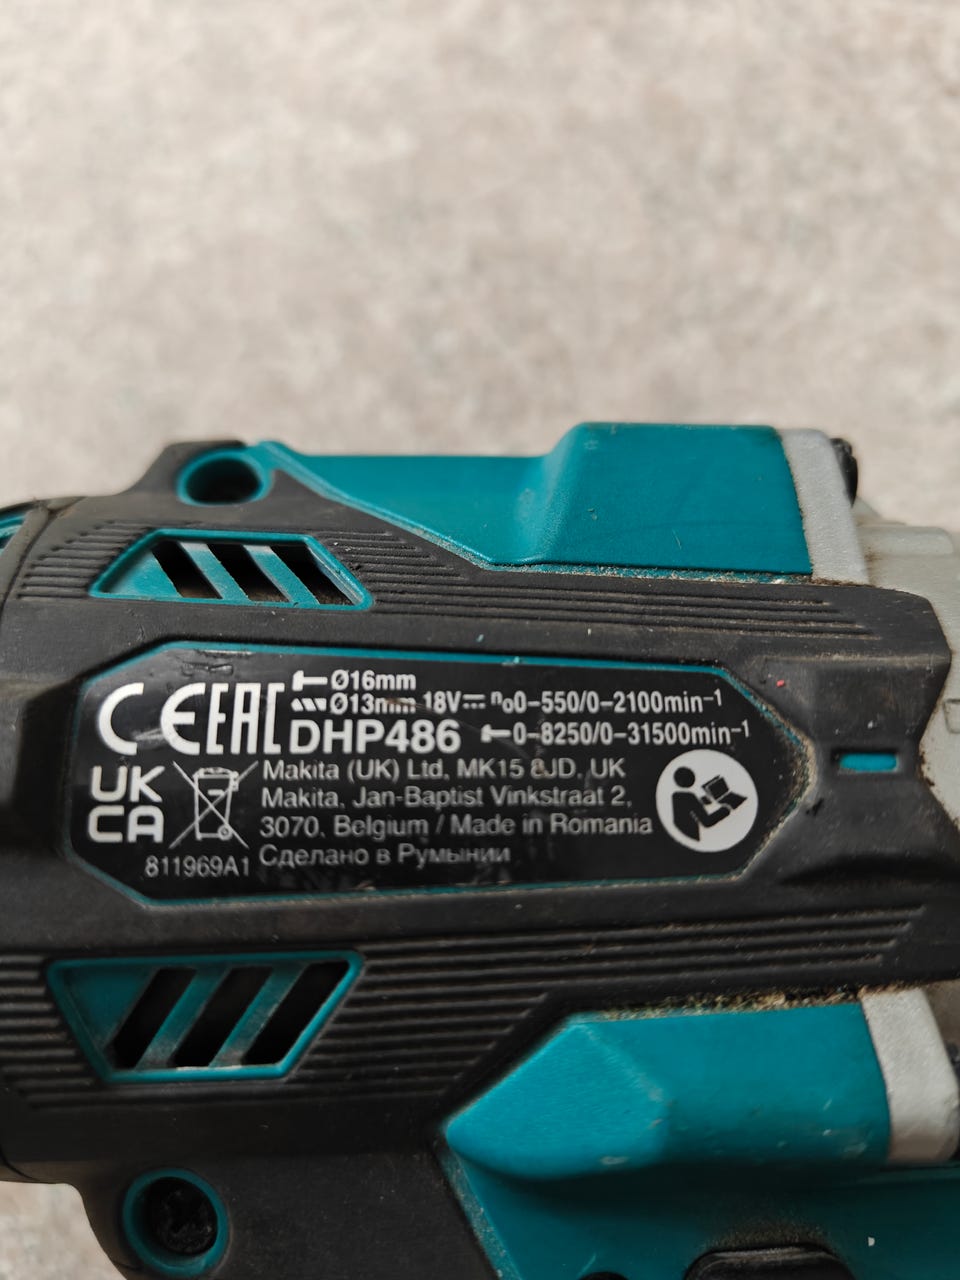 CE EAC Ø16mm
Ø13mm 18V n₀0-550/0-2100min⁻¹
DHP486 0-8250/0-31500min⁻¹
UK
CA
Makita (UK) Ltd, MK15 8JD, UK
Makita, Jan-Baptist Vinkstraat 2,
3070, Belgium / Made in Romania
811969A1 Сделано в Румынии